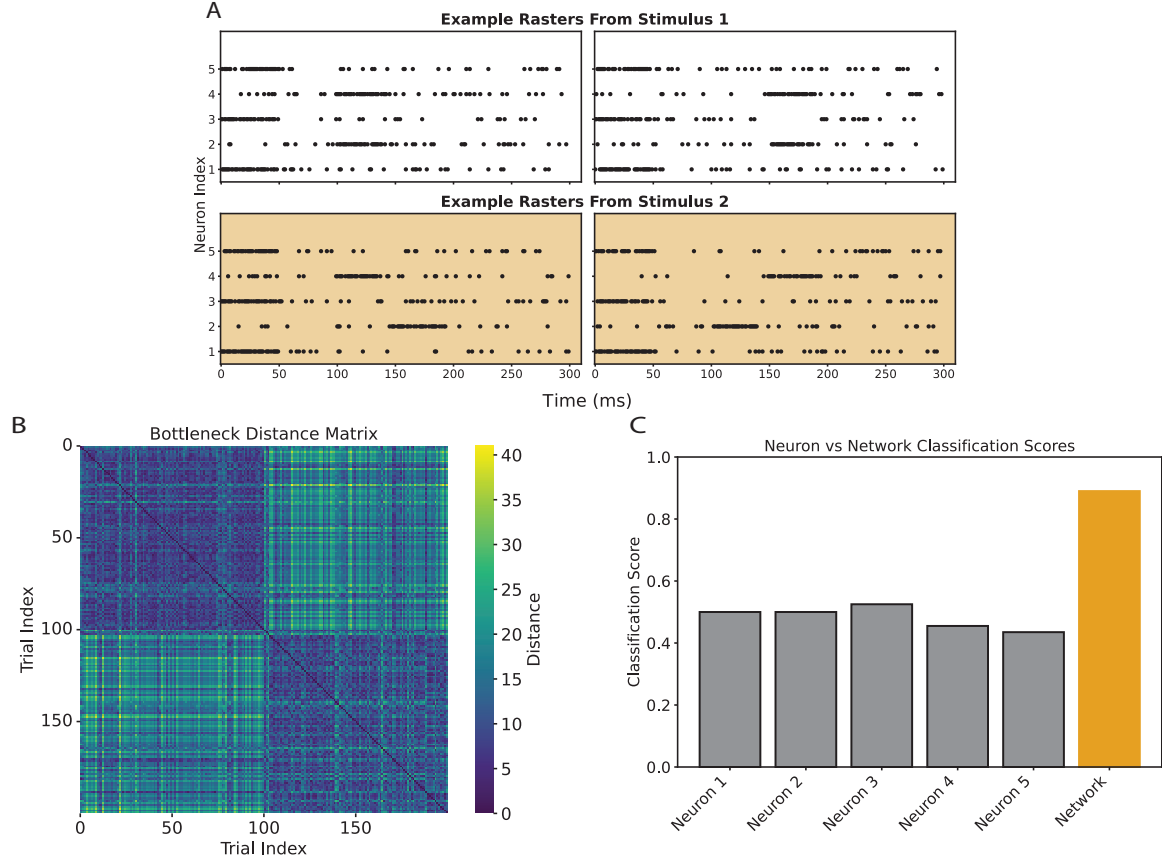 A
Example Rasters From Stimulus 1
5
4
3
2
1
Neuron Index
Example Rasters From Stimulus 2
5
4
3
2
1
0 50 100 150 200 250 300
0 50 100 150 200 250 300
Time (ms)
B
Bottleneck Distance Matrix
0
50
100
150
Trial Index
0 50 100 150
Trial Index
40
35
30
25
20
15
10
5
0
Distance
C
Neuron vs Network Classification Scores
1.0
0.8
0.6
0.4
0.2
0.0
Classification Score
Neuron 1
Neuron 2
Neuron 3
Neuron 4
Neuron 5
Network